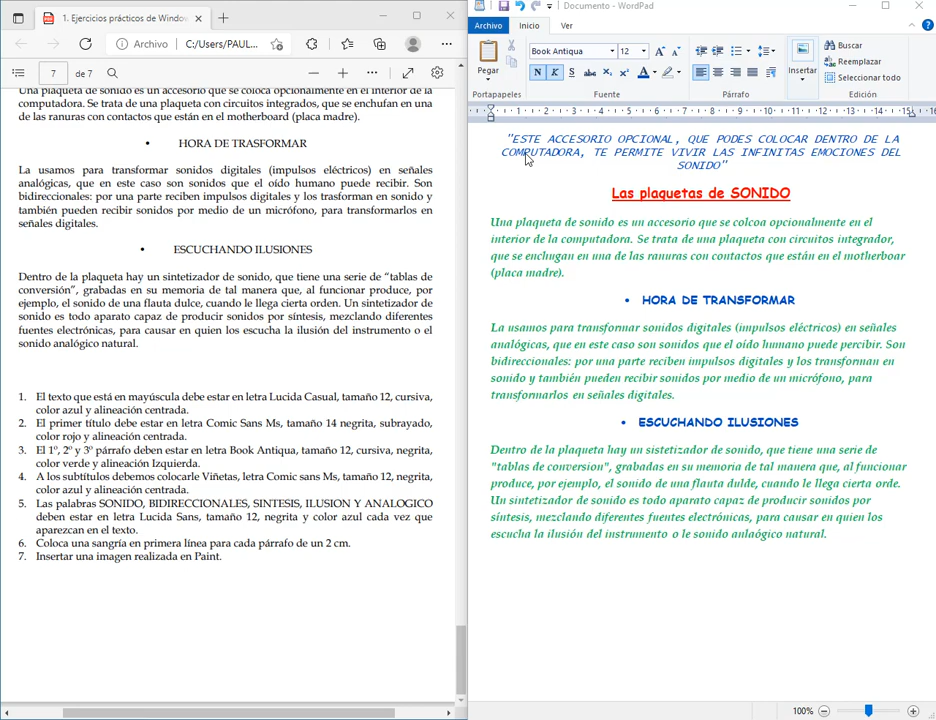 1. Ejercicios prácticos de Window
Archivo
C:/Users/PAUL...
7
de 7
Una plaqueta de sonido es un accesorio que se coloca opcionalmente en el interior de la
computadora. Se trata de una plaqueta con circuitos integrados, que se enchufan en una
de las ranuras con contactos que están en el motherboard (placa madre).
• HORA DE TRASFORMAR
La usamos para transformar sonidos digitales (impulsos eléctricos) en señales
analógicas, que en este caso son sonidos que el oído humano puede recibir. Son
bidireccionales: por una parte reciben impulsos digitales y los trasforman en sonido y
también pueden recibir sonidos por medio de un micrófono, para transformarlos en
señales digitales.
• ESCUCHANDO ILUSIONES
Dentro de la plaqueta hay un sintetizador de sonido, que tiene una serie de “tablas de
conversión”, grabadas en su memoria de tal manera que, al funcionar produce, por
ejemplo, el sonido de una flauta dulce, cuando le llega cierta orden. Un sintetizador de
sonido es todo aparato capaz de producir sonidos por síntesis, mezclando diferentes
fuentes electrónicas, para causar en quien los escucha la ilusión del instrumento o el
sonido analógico natural.
1. El texto que está en mayúscula debe estar en letra Lucida Casual, tamaño 12, cursiva,
color azul y alineación centrada.
2. El primer título debe estar en letra Comic Sans Ms, tamaño 14 negrita, subrayado,
color rojo y alineación centrada.
3. El 1º, 2º y 3º párrafo deben estar en letra Book Antiqua, tamaño 12, cursiva, negrita,
color verde y alineación Izquierda.
4. A los subtítulos debemos colocarle Viñetas, letra Comic sans Ms, tamaño 12, negrita,
color azul y alineación centrada.
5. Las palabras SONIDO, BIDIRECCIONALES, SINTESIS, ILUSION Y ANALOGICO
deben estar en letra Lucida Sans, tamaño 12, negrita y color azul cada vez que
aparezcan en el texto.
6. Coloca una sangría en primera línea para cada párrafo de un 2 cm.
7. Insertar una imagen realizada en Paint.
Documento - WordPad
Archivo Inicio Ver
Pegar
Book Antiqua 12
N K S abc X₂ X² A
Insertar
Buscar
Reemplazar
Seleccionar todo
Portapapeles Fuente Párrafo Edición
1 2 3 4 5 6 7 8 9 10 11 12 13 14 15 16
"ESTE ACCESORIO OPCIONAL, QUE PODES COLOCAR DENTRO DE LA
COMPUTADORA, TE PERMITE VIVIR LAS INFINITAS EMOCIONES DEL
SONIDO"
Las plaquetas de SONIDO
Una plaqueta de sonido es un accesorio que se colcoa opcionalmente en el
interior de la computadora. Se trata de una plaqueta con circuitos integrador,
que se enchugan en una de las ranuras con contactos que están en el motherboar
(placa madre).
• HORA DE TRANSFORMAR
La usamos para transformar sonidos digitales (impulsos eléctricos) en señales
analógicas, que en este caso son sonidos que el oído humano puede percibir. Son
bidireccionales: por una parte reciben impulsos digitales y los transforman en
sonido y también pueden recibir sonidos por medio de un micrófono, para
transformarlos en señales digitales.
• ESCUCHANDO ILUSIONES
Dentro de la plaqueta hay un sistetizador de sonido, que tiene una serie de
"tablas de conversion", grabadas en su memoria de tal manera que, al funcionar
produce, por ejemplo, el sonido de una flauta dulde, cuando le llega cierta orde.
Un sintetizador de sonido es todo aparato capaz de producir sonidos por
síntesis, mezclando diferentes fuentes electrónicas, para causar en quien los
escucha la ilusión del instrumento o le sonido anlaógico natural.
100%